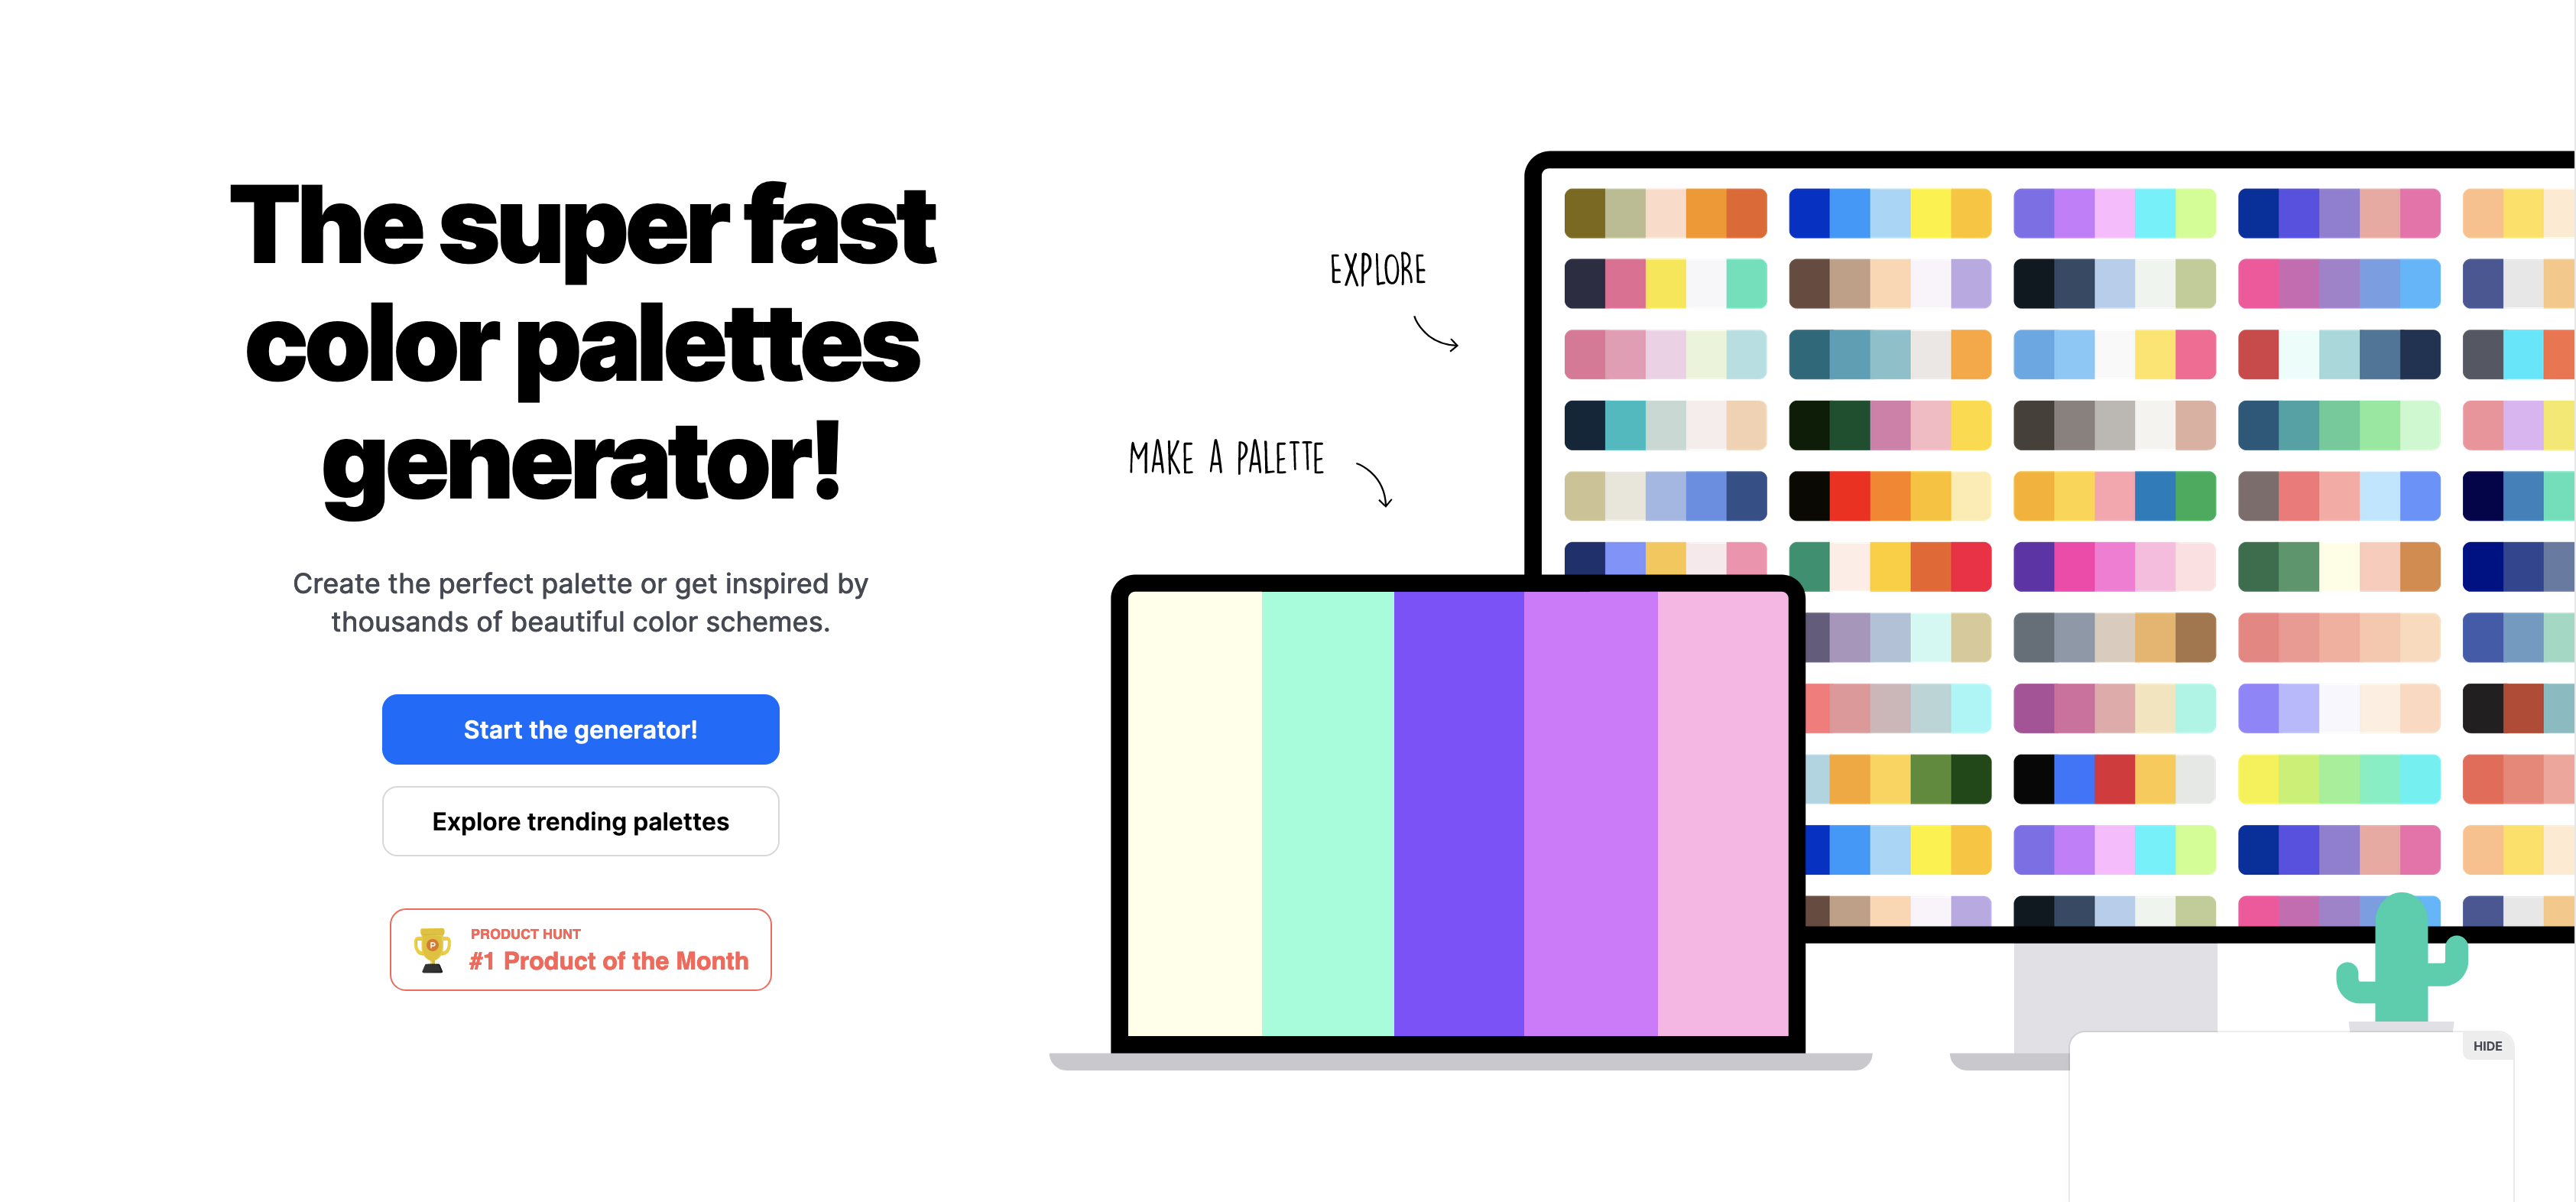 The super fast
color palettes
generator!
Create the perfect palette or get inspired by
thousands of beautiful color schemes.
Start the generator!
Explore trending palettes
P
PRODUCT HUNT
#1 Product of the Month
EXPLORE
MAKE A PALETTE
HIDE